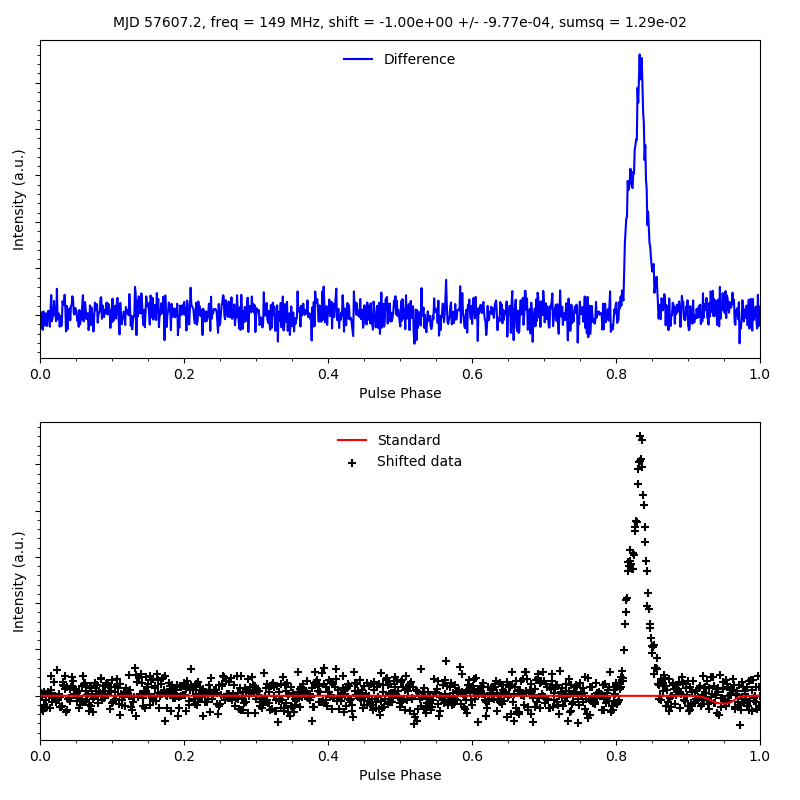 MJD 57607.2, freq = 149 MHz, shift = -1.00e+00 +/- -9.77e-04, sumsq = 1.29e-02
Difference
Intensity (a.u.)
0.0 0.2 0.4 0.6 0.8 1.0
Pulse Phase
Standard
Shifted data
Intensity (a.u.)
0.0 0.2 0.4 0.6 0.8 1.0
Pulse Phase